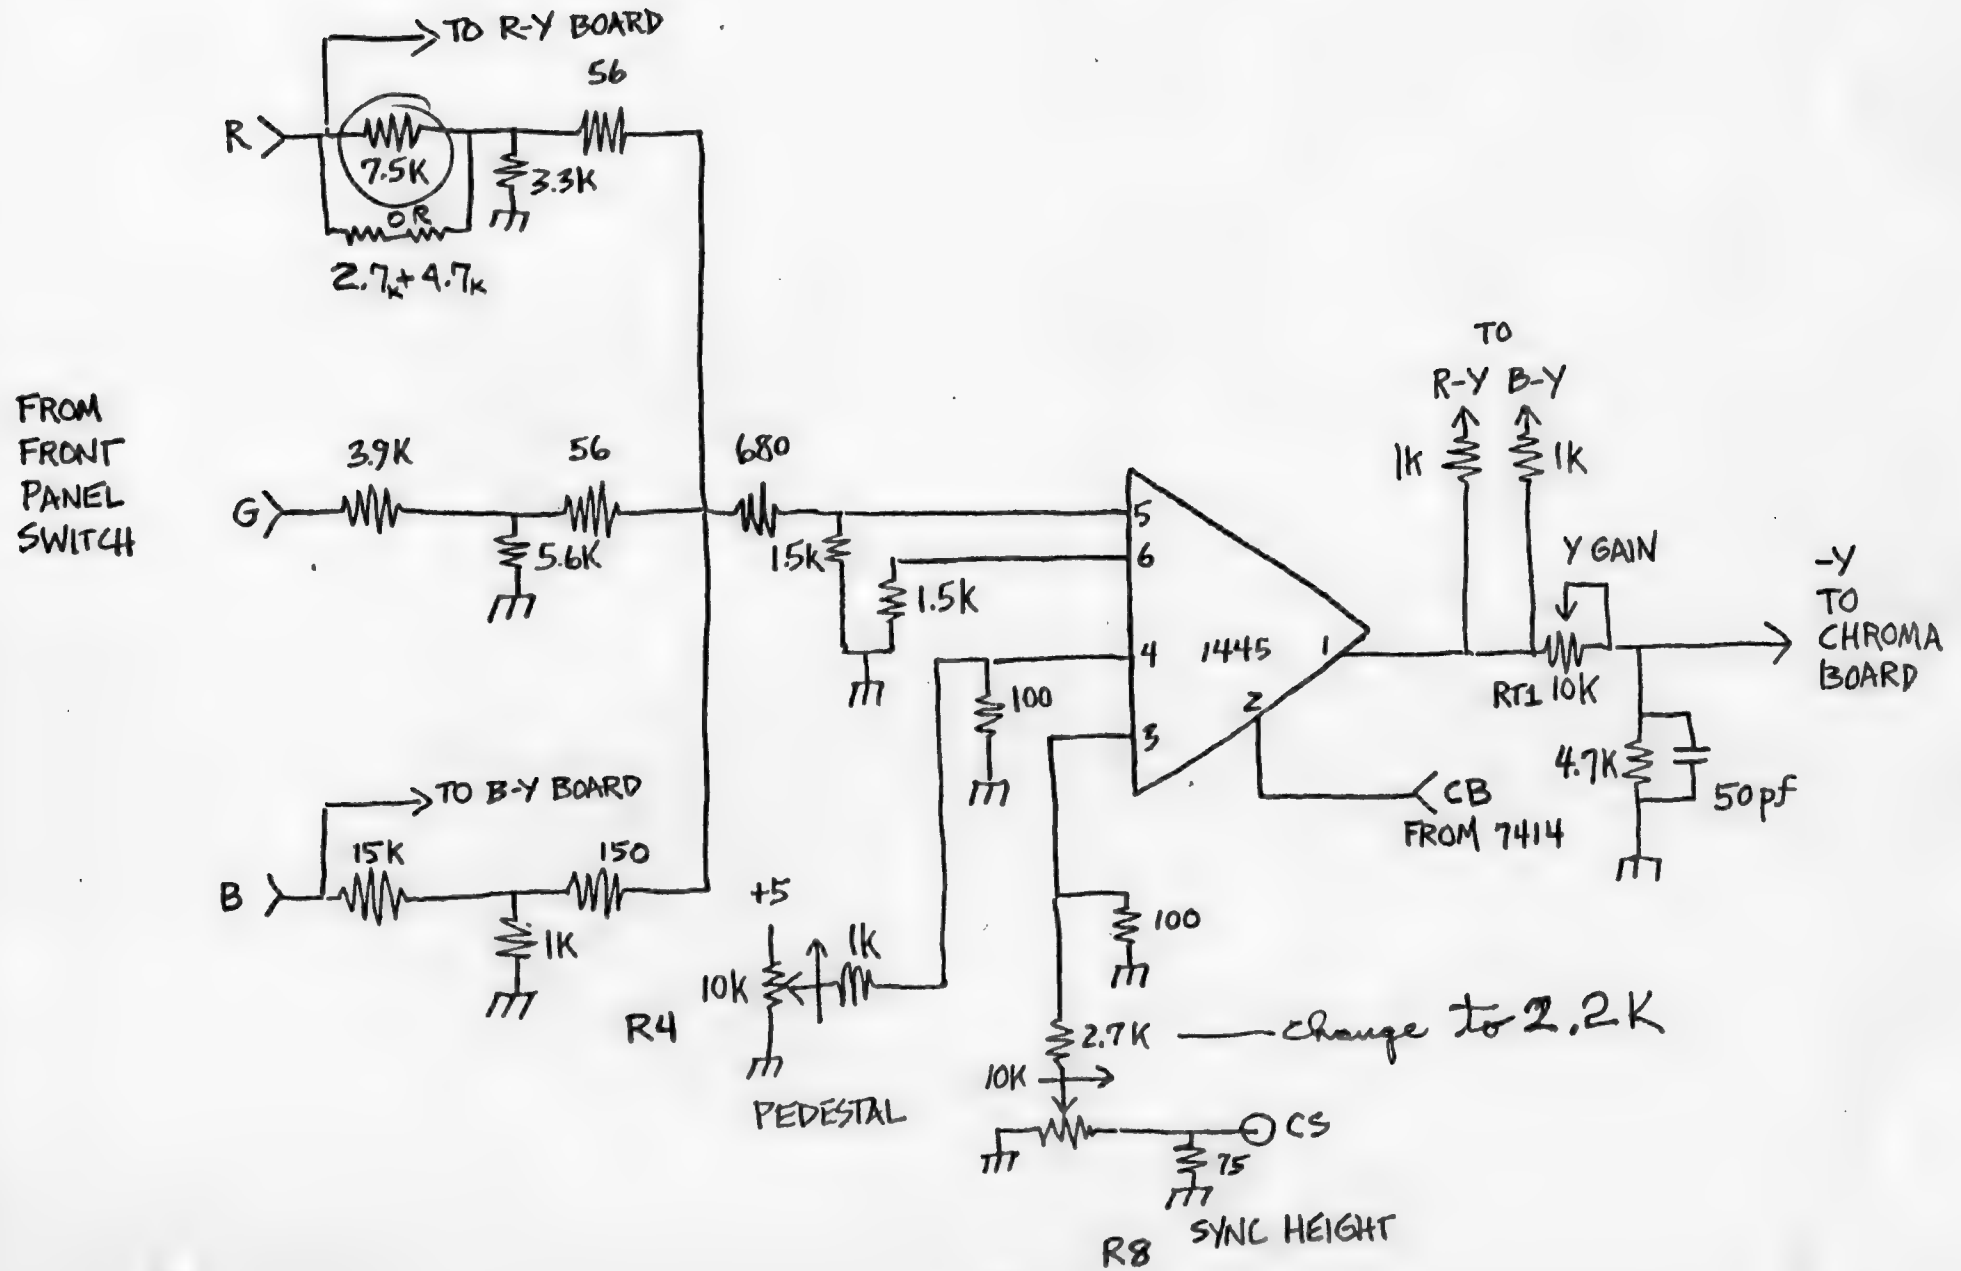 TO R-Y BOARD
56
R
7.5K
3.3K
OR
2.7K + 4.7K
FROM
FRONT
PANEL
SWITCH
G
3.9K
56
680
5.6K
1.5K
1.5K
TO
R-Y B-Y
1K
1K
Y GAIN
RT1 10K
-Y
TO
CHROMA
BOARD
5
6
4
3
1445
1
2
100
CB
FROM 7414
4.7K
50pf
TO B-Y BOARD
B
15K
150
1K
+5
10K
1K
R4
PEDESTAL
100
2.7K
change to 2.2K
10K
CS
75
SYNC HEIGHT
R8